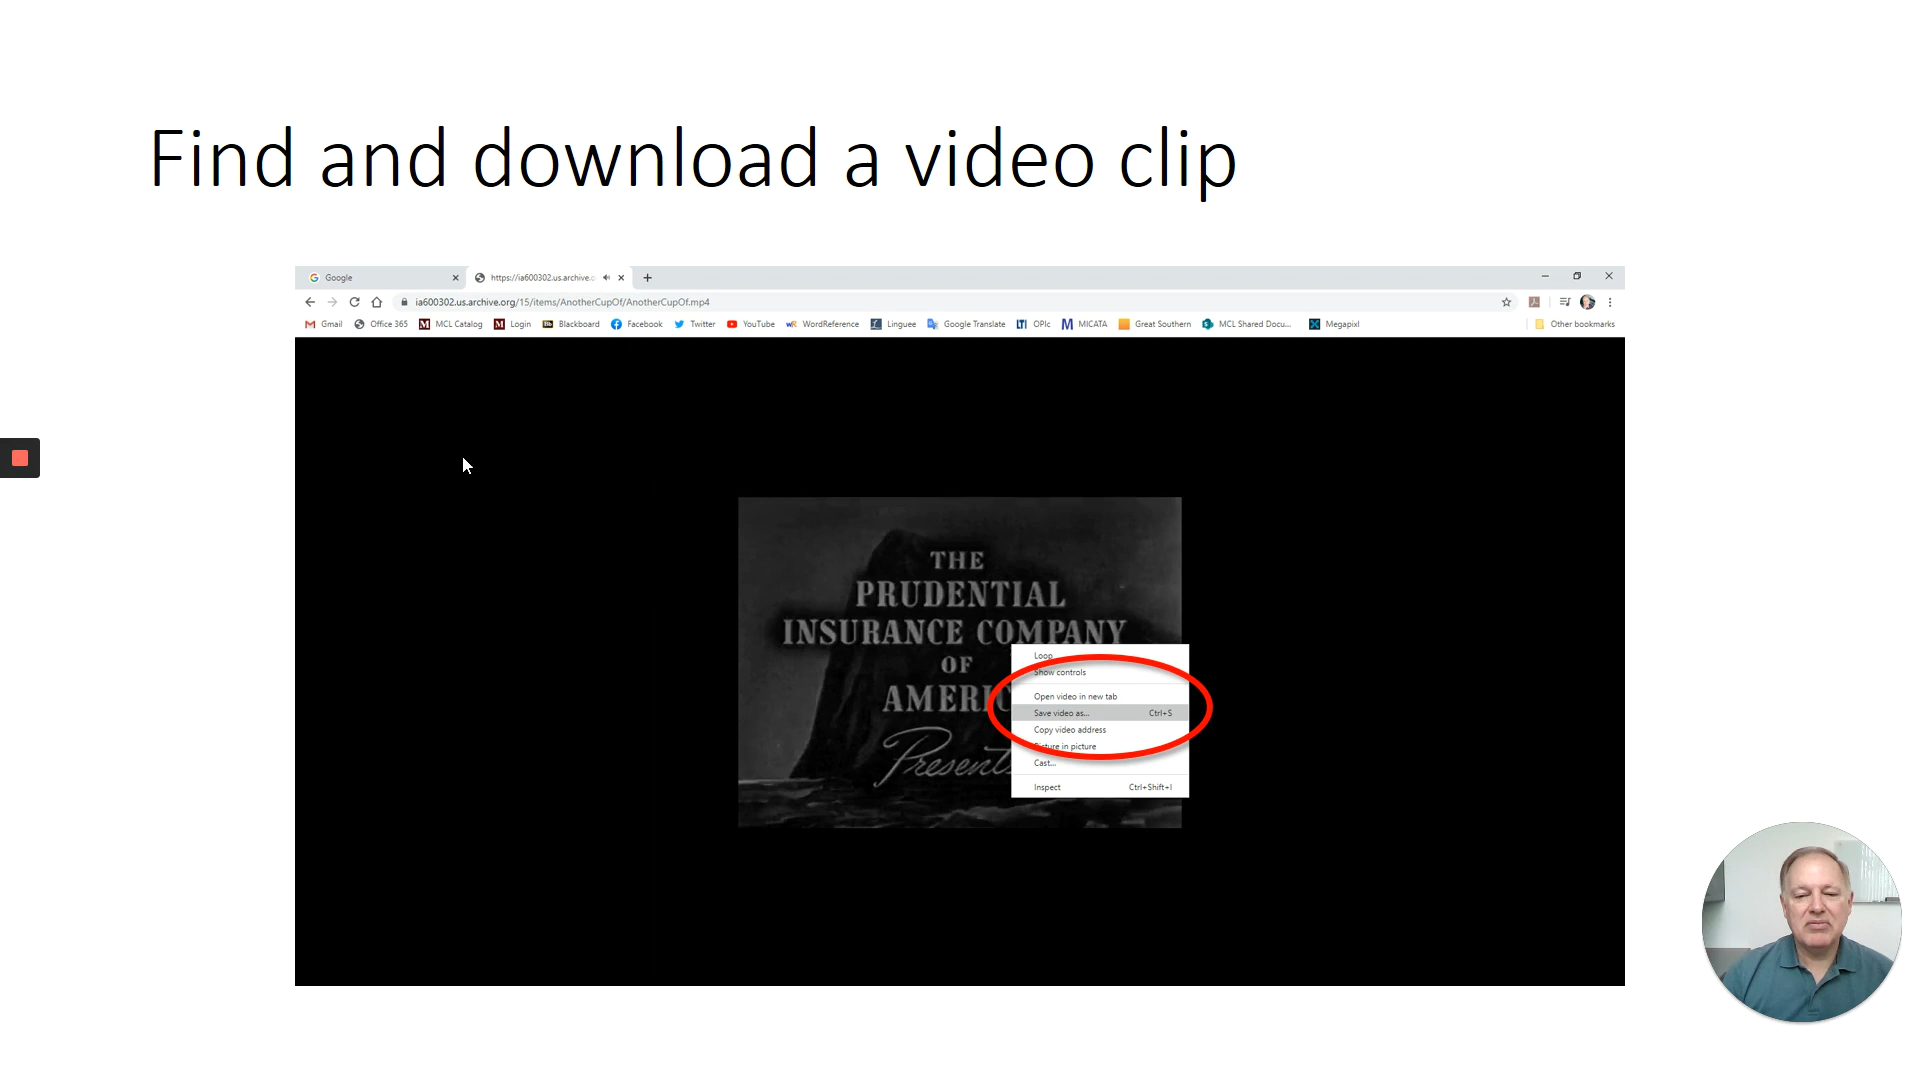 Find and download a video clip
Google
https://ia600302.us.archive.o
ia600302.us.archive.org/15/items/AnotherCupOf/AnotherCupOf.mp4
Gmail Office 365 MCL Catalog Login Blackboard Facebook Twitter YouTube WordReference Linguee Google Translate OPIc MICATA Great Southern MCL Shared Docu... Megapixl Other bookmarks
THE
PRUDENTIAL
INSURANCE COMPANY
OF
AMERIC
Presents
Loop
Show controls
Open video in new tab
Save video as... Ctrl+S
Copy video address
Picture in picture
Cast...
Inspect Ctrl+Shift+I